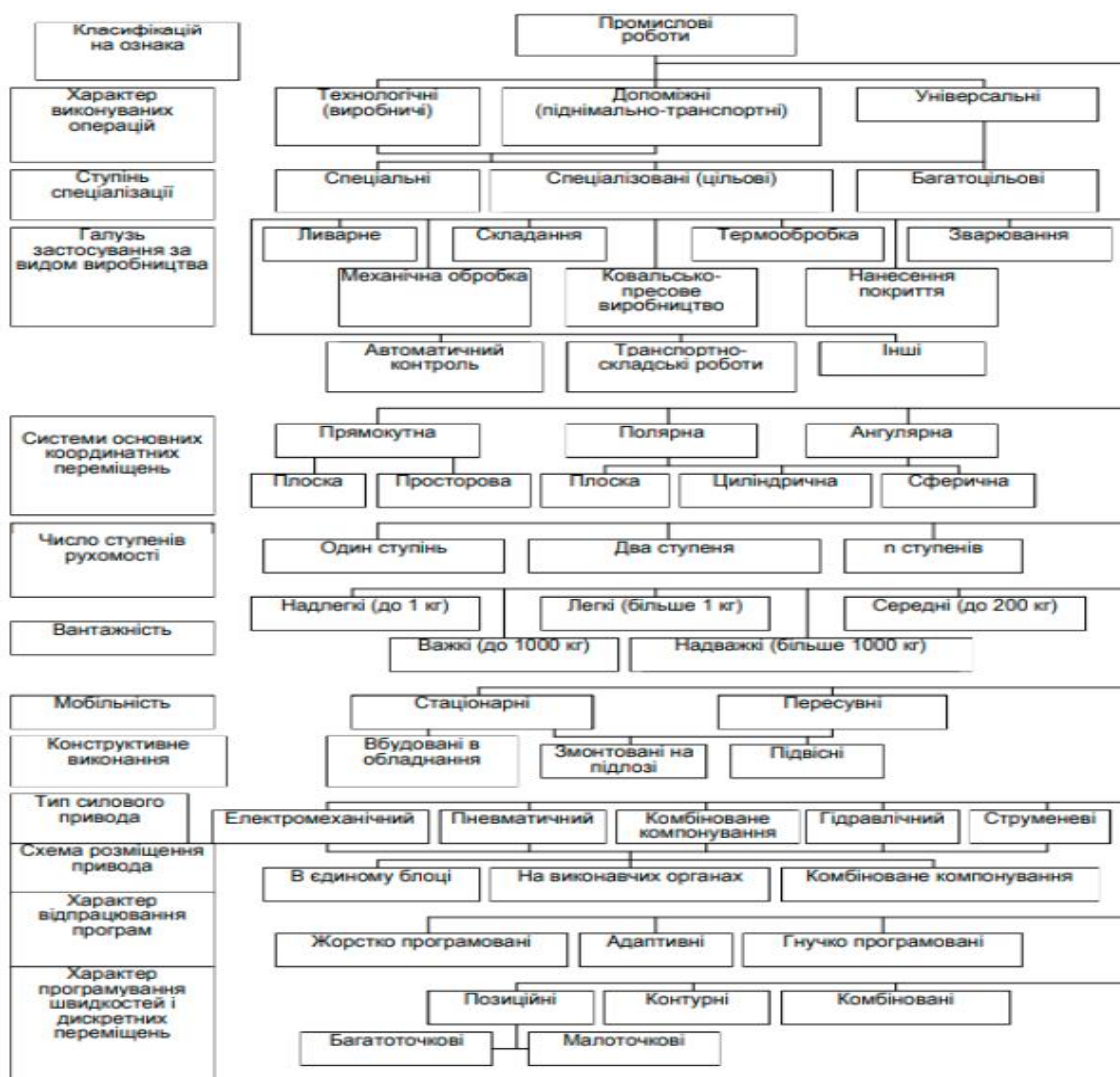 Класифікацій
на ознака
Промислові
роботи
Характер
виконуваних
операцій
Технологічні
(виробничі)
Допоміжні
(піднімально-транспортні)
Універсальні
Ступінь
спеціалізації
Спеціальні
Спеціалізовані (цільові)
Багатоцільові
Галузь
застосування за
видом виробництва
Ливарне
Складання
Термообробка
Зварювання
Механічна обробка
Ковальсько-
пресове
виробництво
Нанесення
покриття
Автоматичний
контроль
Транспортно-
складські роботи
Інші
Системи основних
координатних
переміщень
Прямокутна
Полярна
Ангулярна
Плоска
Просторова
Плоска
Циліндрична
Сферична
Число ступенів
рухомості
Один ступінь
Два ступеня
n ступенів
Вантажність
Надлегкі (до 1 кг)
Легкі (більше 1 кг)
Середні (до 200 кг)
Важкі (до 1000 кг)
Надважкі (більше 1000 кг)
Мобільність
Стаціонарні
Пересувні
Конструктивне
виконання
Вбудовані в
обладнання
Змонтовані на
підлозі
Підвісні
Тип силового
привода
Електромеханічний
Пневматичний
Комбіноване
компонування
Гідравлічний
Струменеві
Схема розміщення
привода
В єдиному блоці
На виконавчих органах
Комбіноване компонування
Характер
відпрацювання
програм
Жорстко програмовані
Адаптивні
Гнучко програмовані
Характер
програмування
швидкостей і
дискретних
переміщень
Позиційні
Контурні
Комбіновані
Багатоточкові
Малоточкові